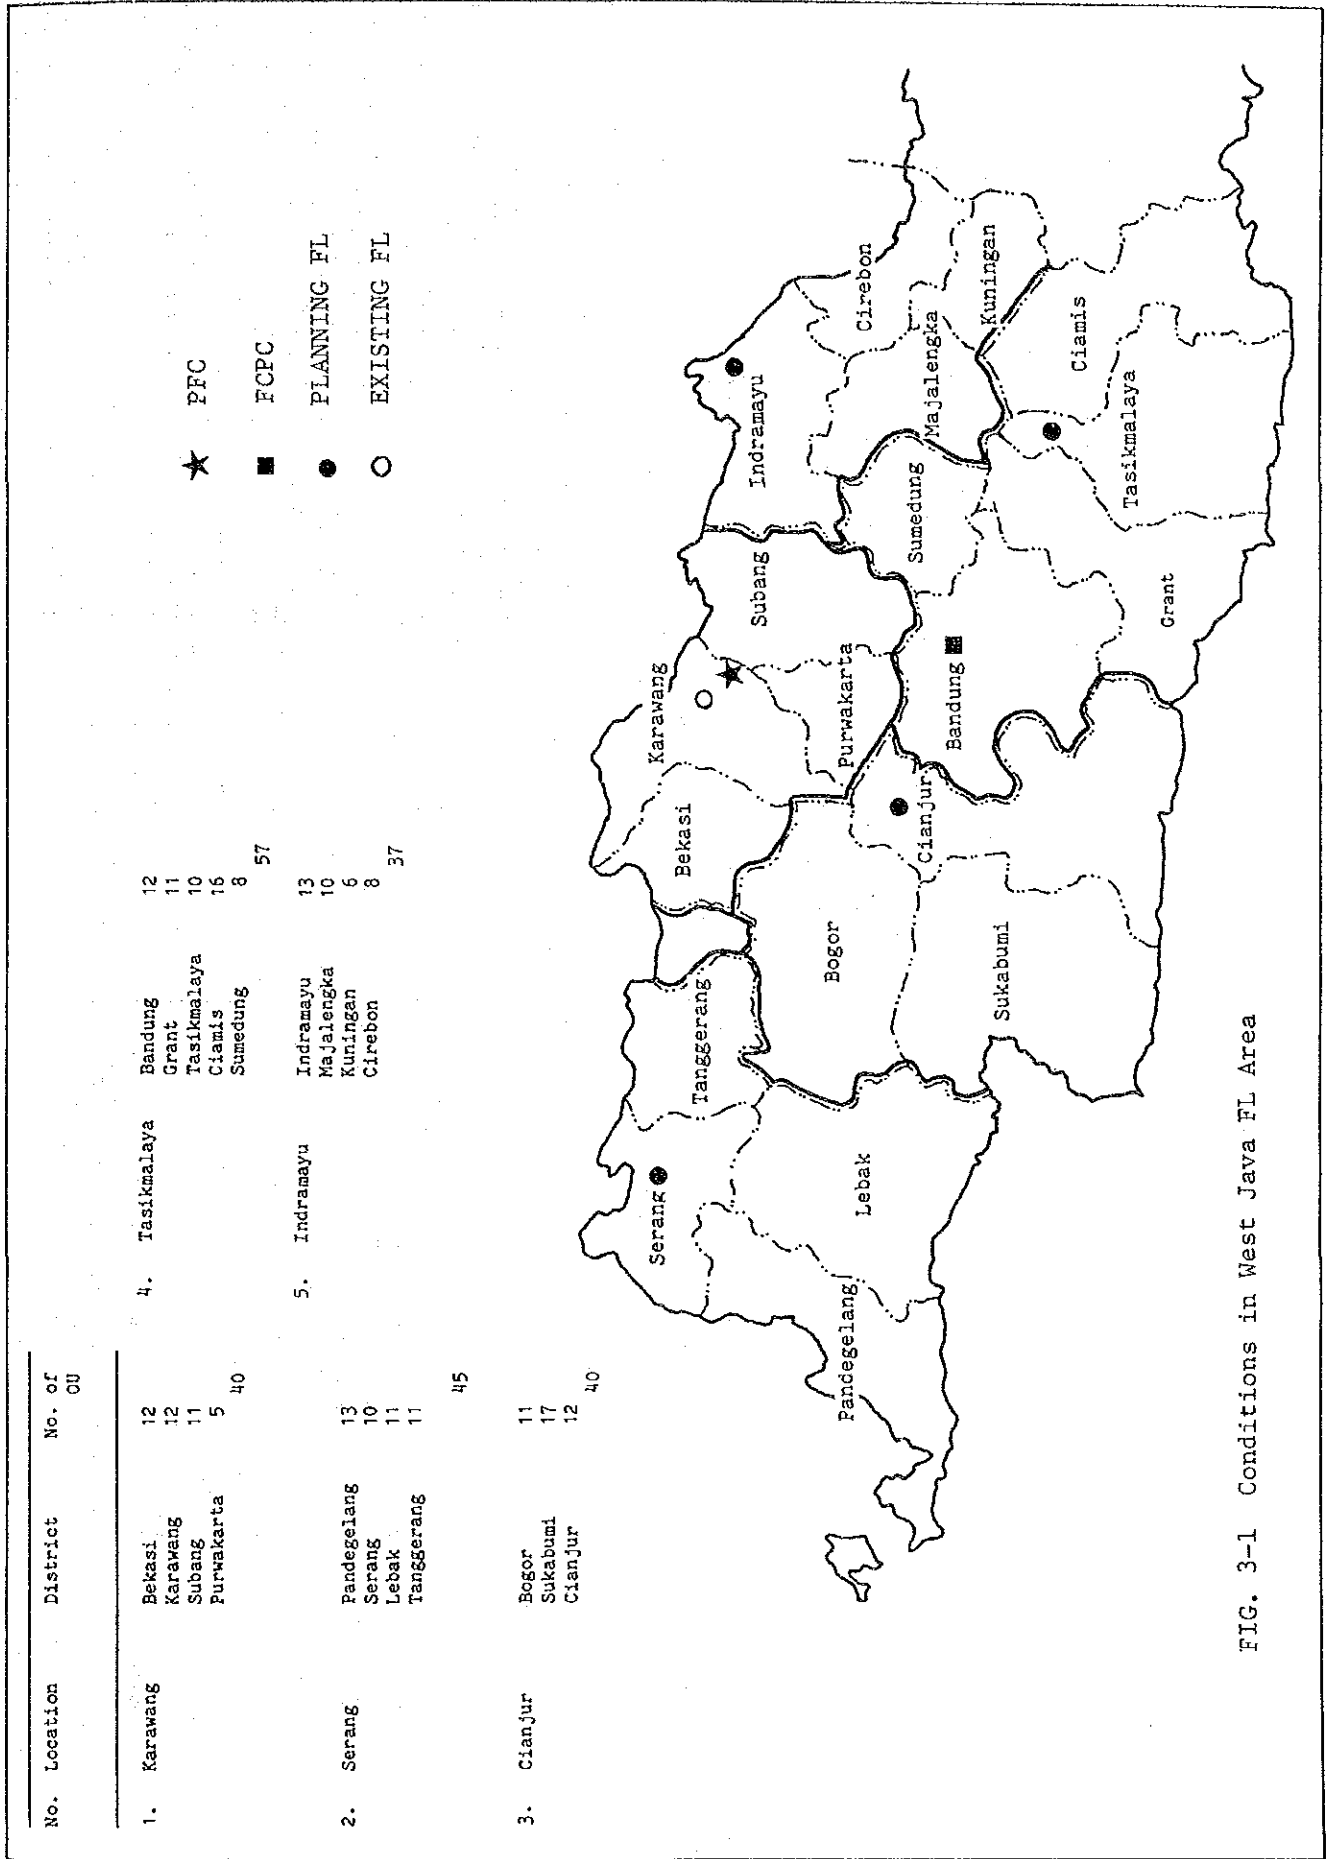 No. Location District No. of
OU
1. Karawang Bekasi 12
Karawang 12
Subang 11
Purwakarta 5
40
2. Serang Pandegelang 13
Serang 10
Lebak 11
Tanggerang 11
45
3. Cianjur Bogor 11
Sukabumi 17
Cianjur 12
40
4. Tasikmalaya Bandung 12
Grant 11
Tasikmalaya 10
Ciamis 16
Sumedung 8
57
5. Indramayu Indramayu 13
Majalengka 10
Kuningan 6
Cirebon 8
37
PFC
FCPC
PLANNING FL
EXISTING FL
Serang
Pandegelang
Lebak
Tanggerang
Bogor
Sukabumi
Bekasi
Karawang
Cianjur
Purwakarta
Subang
Bandung
Sumedung
Grant
Indramayu
Majalengka
Cirebon
Kuningan
Ciamis
Tasikmalaya
FIG. 3-1 Conditions in West Java FL Area